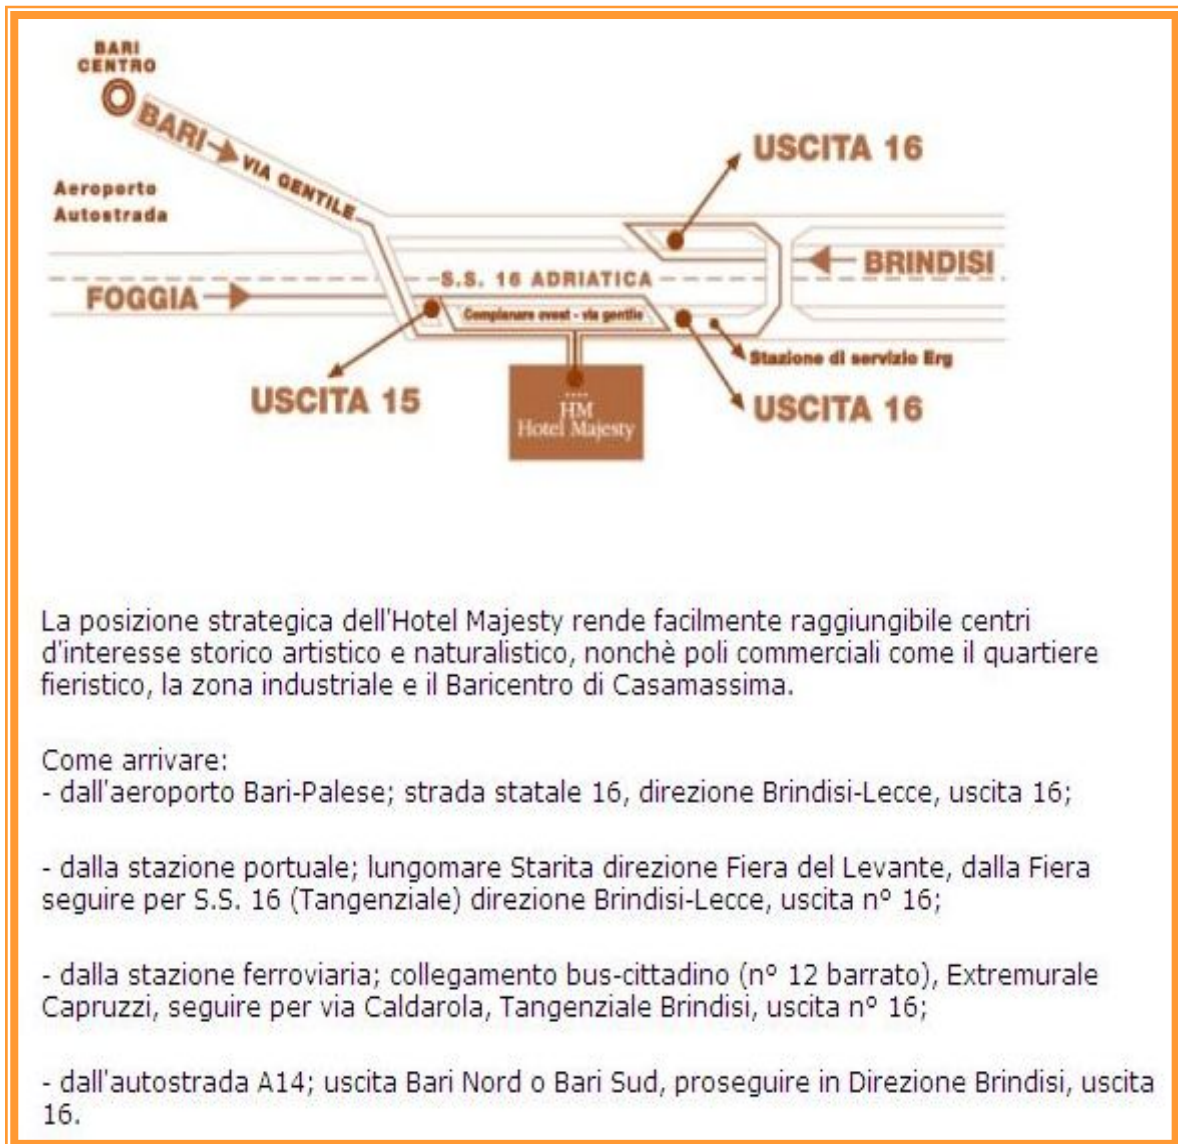 BARI
CENTRO
BARI
VIA GENTILE
USCITA 16
Aeroporto
Autostrada
BRINDISI
S.S. 16 ADRIATICA
FOGGIA
Complanare ovest - via gentile
Stazione di servizio Erg
USCITA 15
USCITA 16
HM
Hotel Majesty
La posizione strategica dell'Hotel Majesty rende facilmente raggiungibile centri
d'interesse storico artistico e naturalistico, nonchè poli commerciali come il quartiere
fieristico, la zona industriale e il Baricentro di Casamassima.
Come arrivare:
- dall'aeroporto Bari-Palese; strada statale 16, direzione Brindisi-Lecce, uscita 16;
- dalla stazione portuale; lungomare Starita direzione Fiera del Levante, dalla Fiera
seguire per S.S. 16 (Tangenziale) direzione Brindisi-Lecce, uscita nº 16;
- dalla stazione ferroviaria; collegamento bus-cittadino (nº 12 barrato), Extremurale
Capruzzi, seguire per via Caldarola, Tangenziale Brindisi, uscita nº 16;
- dall'autostrada A14; uscita Bari Nord o Bari Sud, proseguire in Direzione Brindisi, uscita
16.